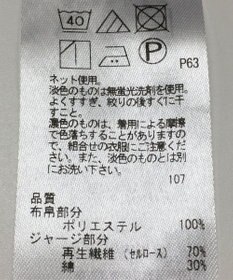 40
P P63
ネット使用。
淡色のものは無蛍光洗剤を使用。
よくすすぎ、絞りの後すぐに干
すこと。
濃色のものは、着用による摩擦
で色落ちすることがありますの
で、組合せの衣服にご注意くださ
い。また、淡色のものとは別
にお洗い下さい。
107
品質
布帛部分
ポリエステル 100%
ジャージ部分
再生繊維(セルロース) 70%
綿 30%